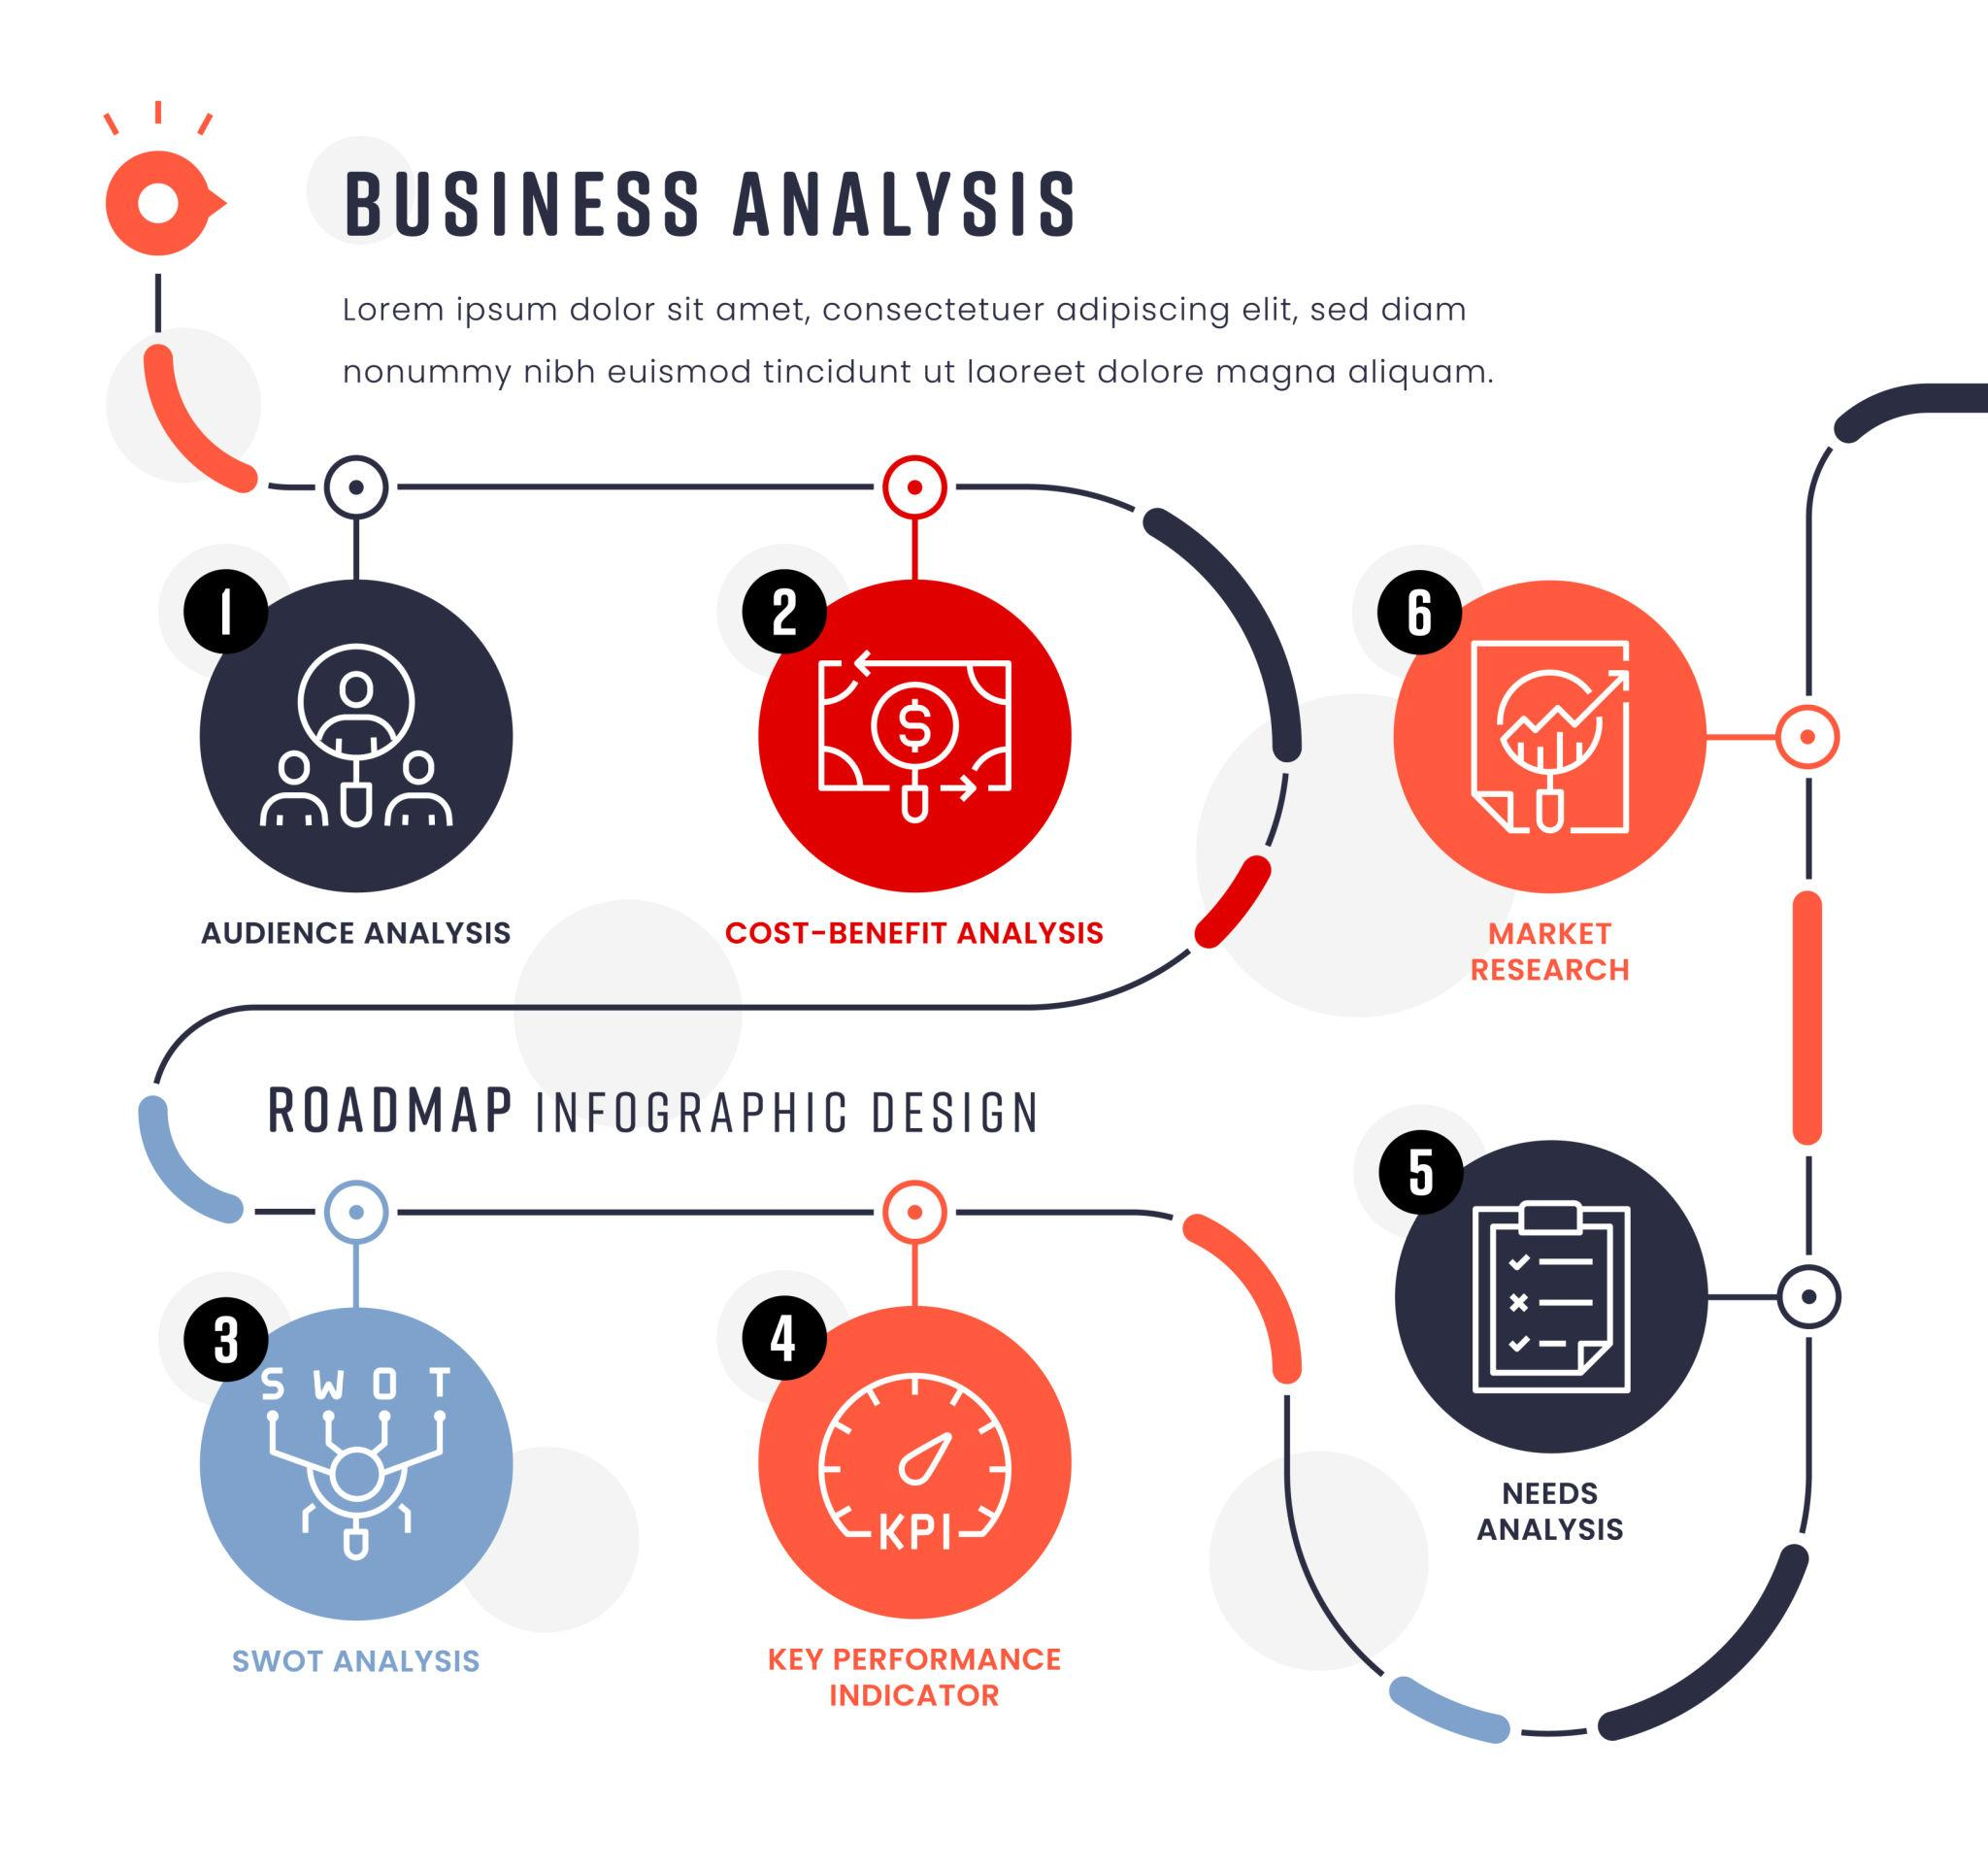 BUSINESS ANALYSIS
Lorem ipsum dolor sit amet, consectetuer adipiscing elit, sed diam
nonummy nibh euismod tincidunt ut laoreet dolore magna aliquam.
1
AUDIENCE ANALYSIS
2
$
COST-BENEFIT ANALYSIS
6
MARKET
RESEARCH
ROADMAP INFOGRAPHIC DESIGN
3
S W O T
SWOT ANALYSIS
4
KPI
KEY PERFORMANCE
INDICATOR
5
NEEDS
ANALYSIS